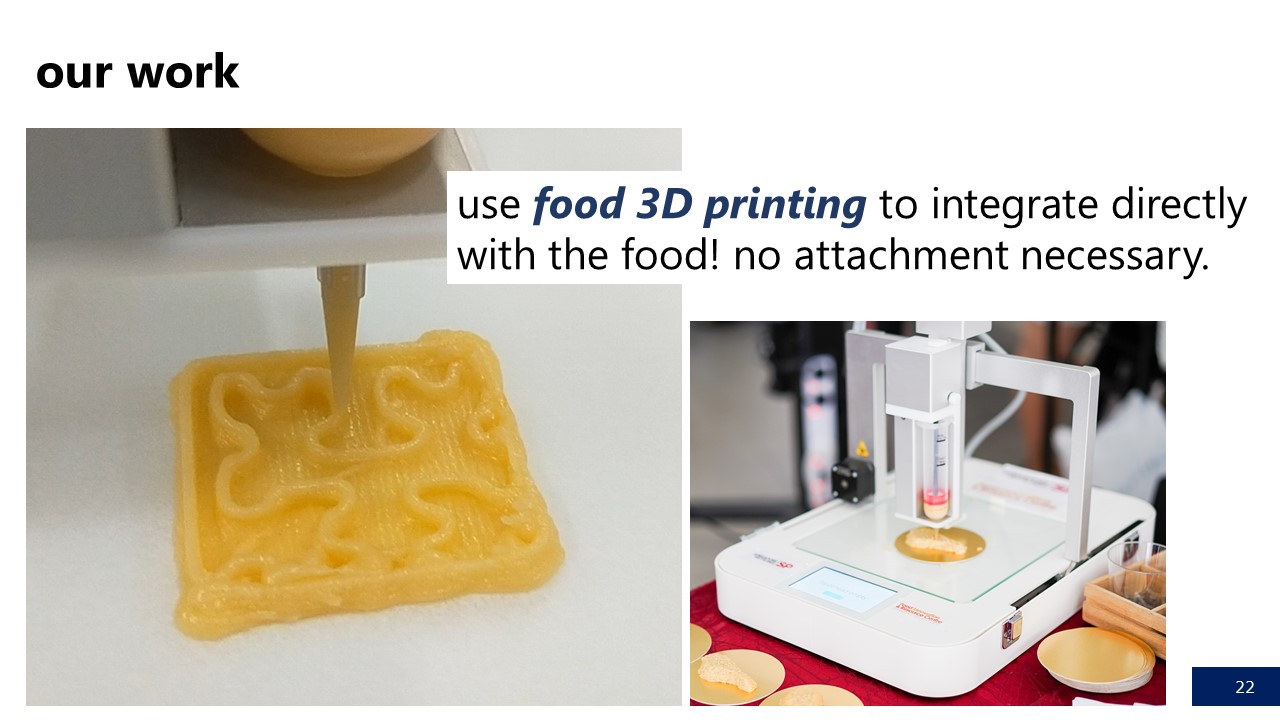 our work
use food 3D printing to integrate directly
with the food! no attachment necessary.
22